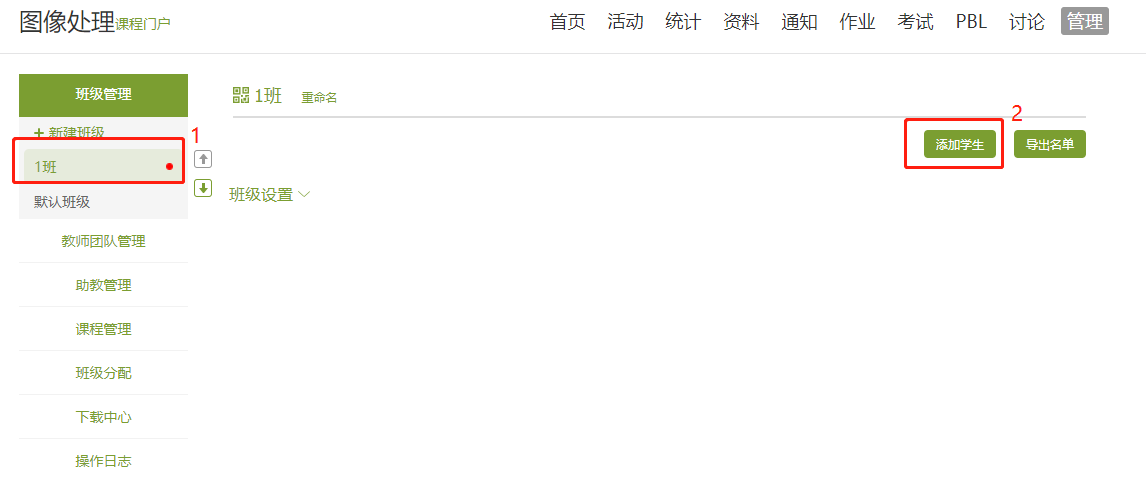 图像处理课程门户
首页 活动 统计 资料 通知 作业 考试 PBL 讨论 管理
班级管理
+ 新建班级
1
1班
默认班级
教师团队管理
助教管理
课程管理
班级分配
下载中心
操作日志
1班 重命名
2
添加学生 导出名单
班级设置